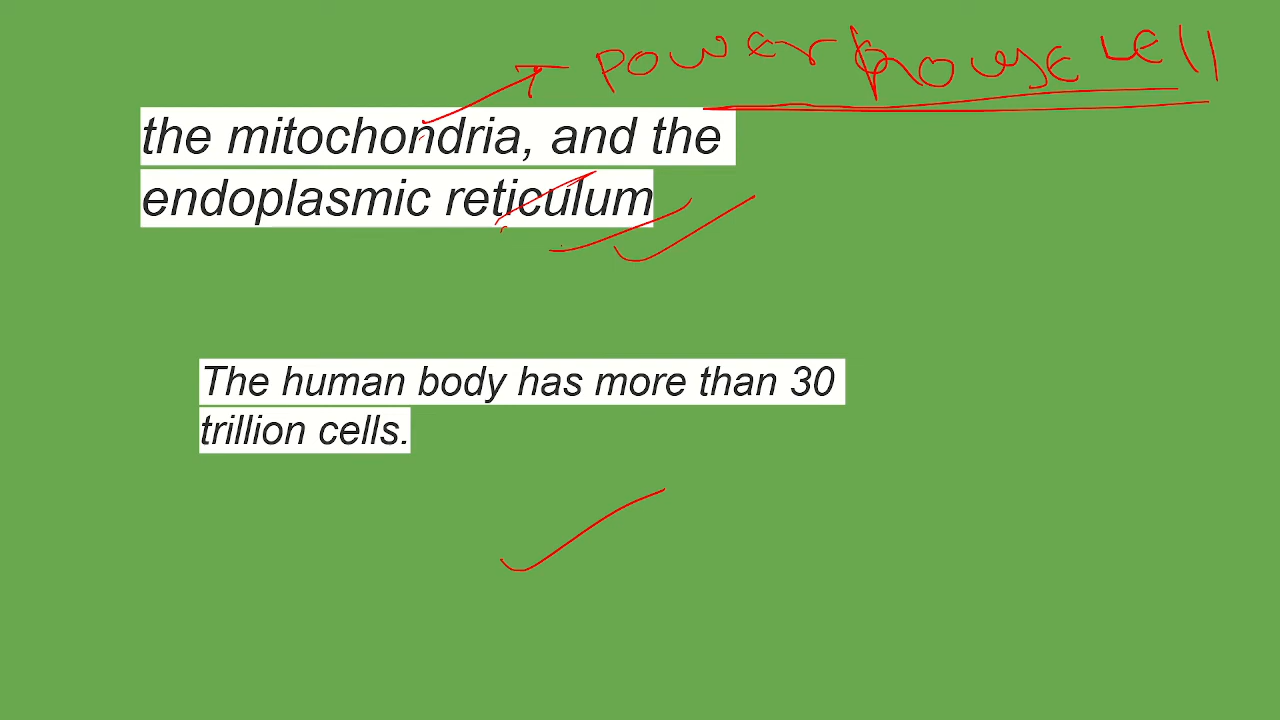 power house cell
the mitochondria, and the
endoplasmic reticulum
The human body has more than 30
trillion cells.